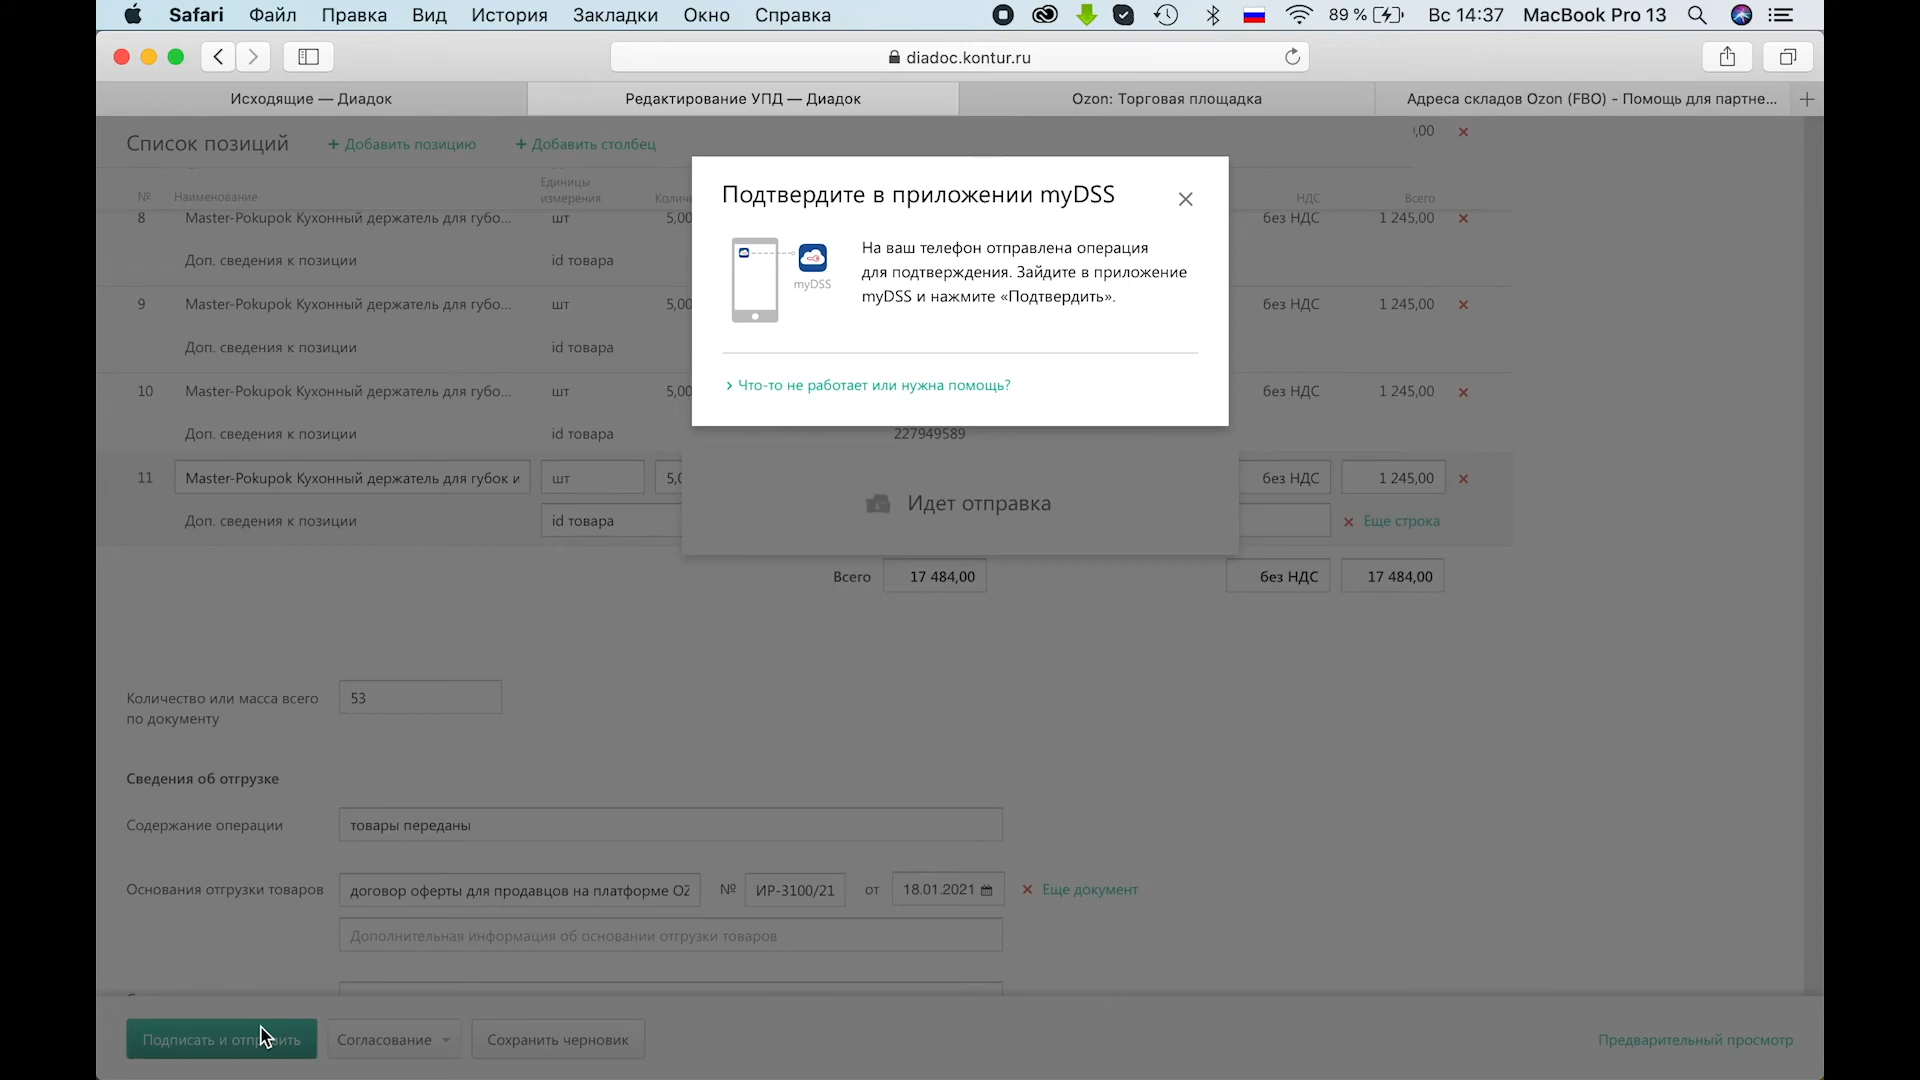 Safari Файл Правка Вид История Закладки Окно Справка 89 % Вс 14:37 MacBook Pro 13
diadoc.kontur.ru
Исходящие — Диадок Редактирование УПД — Диадок Ozon: Торговая площадка Адреса складов Ozon (FBO) - Помощь для партне...
Список позиций + Добавить позицию + Добавить столбец ,00
№ Наименование Единицы измерения НДС Всего
8 Master-Pokupok Кухонный держатель для губо... шт 5,00 без НДС 1 245,00
Доп. сведения к позиции id товара
9 Master-Pokupok Кухонный держатель для губо... шт 5,00 без НДС 1 245,00
Доп. сведения к позиции id товара
10 Master-Pokupok Кухонный держатель для губо... шт 5,00 без НДС 1 245,00
Доп. сведения к позиции id товара 227949589
11 Master-Pokupok Кухонный держатель для губок и шт без НДС 1 245,00
Доп. сведения к позиции id товара Еще строка
Подтвердите в приложении myDSS
myDSS
На ваш телефон отправлена операция
для подтверждения. Зайдите в приложение
myDSS и нажмите «Подтвердить».
Что-то не работает или нужна помощь?
Идет отправка
Всего 17 484,00 без НДС 17 484,00
Количество или масса всего
по документу
53
Сведения об отгрузке
Содержание операции товары переданы
Основания отгрузки товаров договор оферты для продавцов на платформе OZ № ИР-3100/21 от 18.01.2021 Еще документ
Дополнительная информация об основании отгрузки товаров
Подписать и отправить Согласование Сохранить черновик Предварительный просмотр